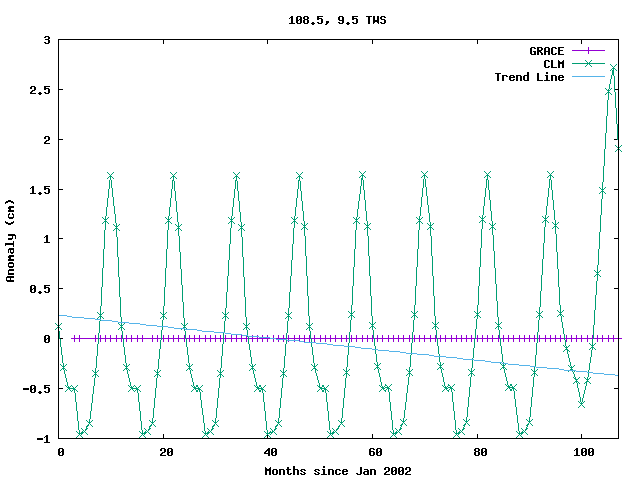 108.5, 9.5 TWS
GRACE
CLM
Trend Line
3
2.5
2
1.5
1
0.5
0
-0.5
-1
Anomaly (cm)
0 20 40 60 80 100
Months since Jan 2002